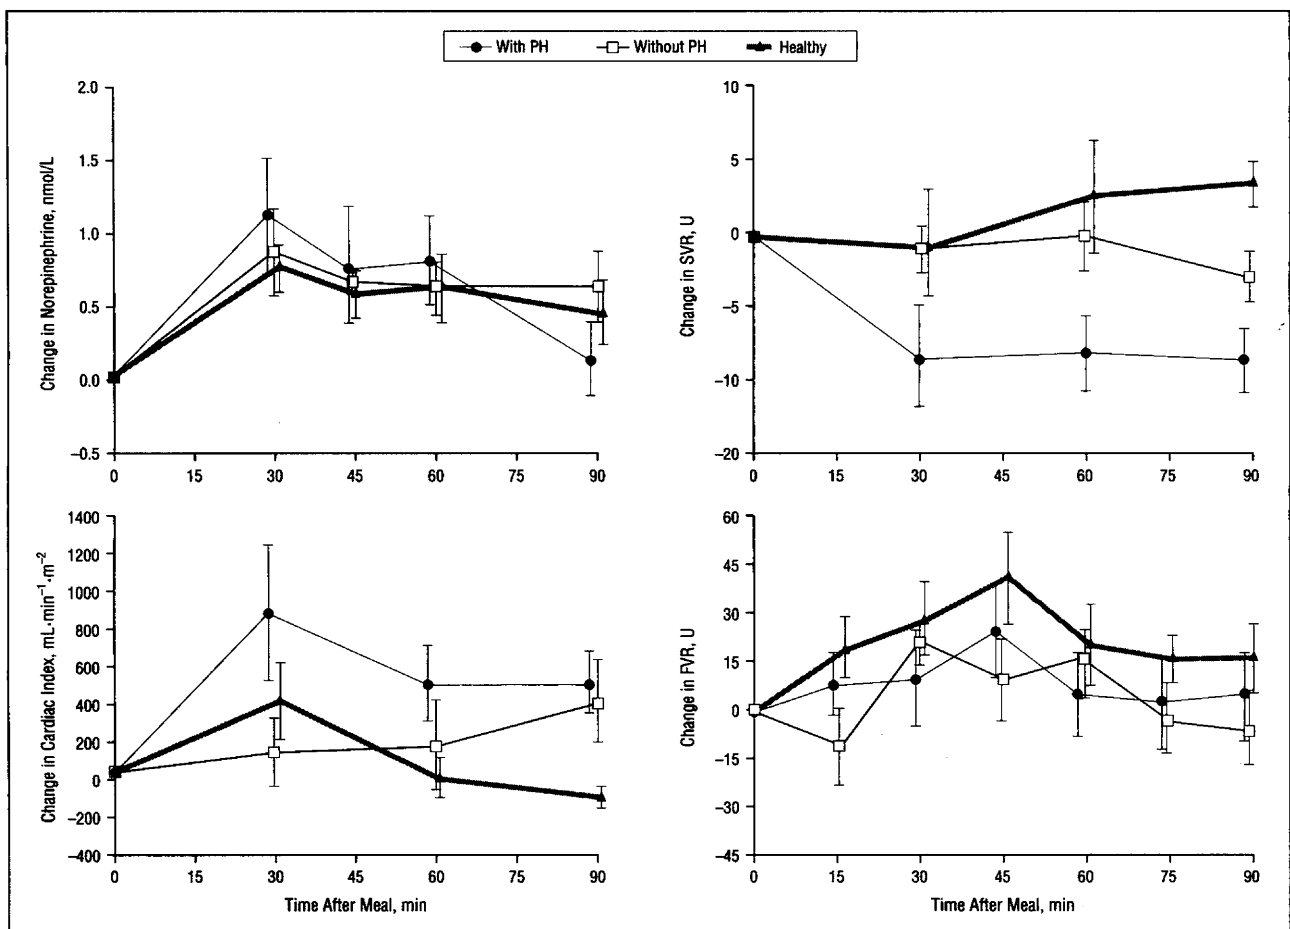 With PH Without PH Healthy
Change in Norepinephrine, nmol/L
2.0
1.5
1.0
0.5
0.0
–0.5
0 15 30 45 60 75 90
Change in SVR, U
10
5
0
–5
–10
–20
0 15 30 45 60 75 90
Change in Cardiac Index, mL·min⁻¹·m⁻²
1400
1200
1000
800
600
400
200
0
–200
–400
0 15 30 45 60 75 90
Time After Meal, min
Change in FVR, U
60
45
30
15
0
–15
–30
–45
0 15 30 45 60 75 90
Time After Meal, min